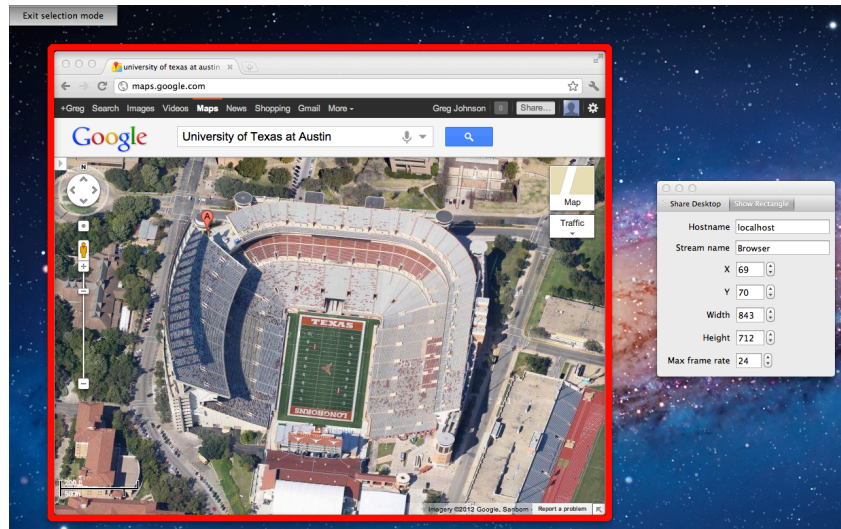 Exit selection mode
university of texas at austin
maps.google.com
+Greg Search Images Videos Maps News Shopping Gmail More Greg Johnson 0 Share...
Google University of Texas at Austin
N
Map
Traffic
A
TEXAS
LONGHORNS
200 ft
50 m
Imagery ©2012 Google, Sanborn Report a problem
Share Desktop Show Rectangle
Hostname localhost
Stream name Browser
X 69
Y 70
Width 843
Height 712
Max frame rate 24